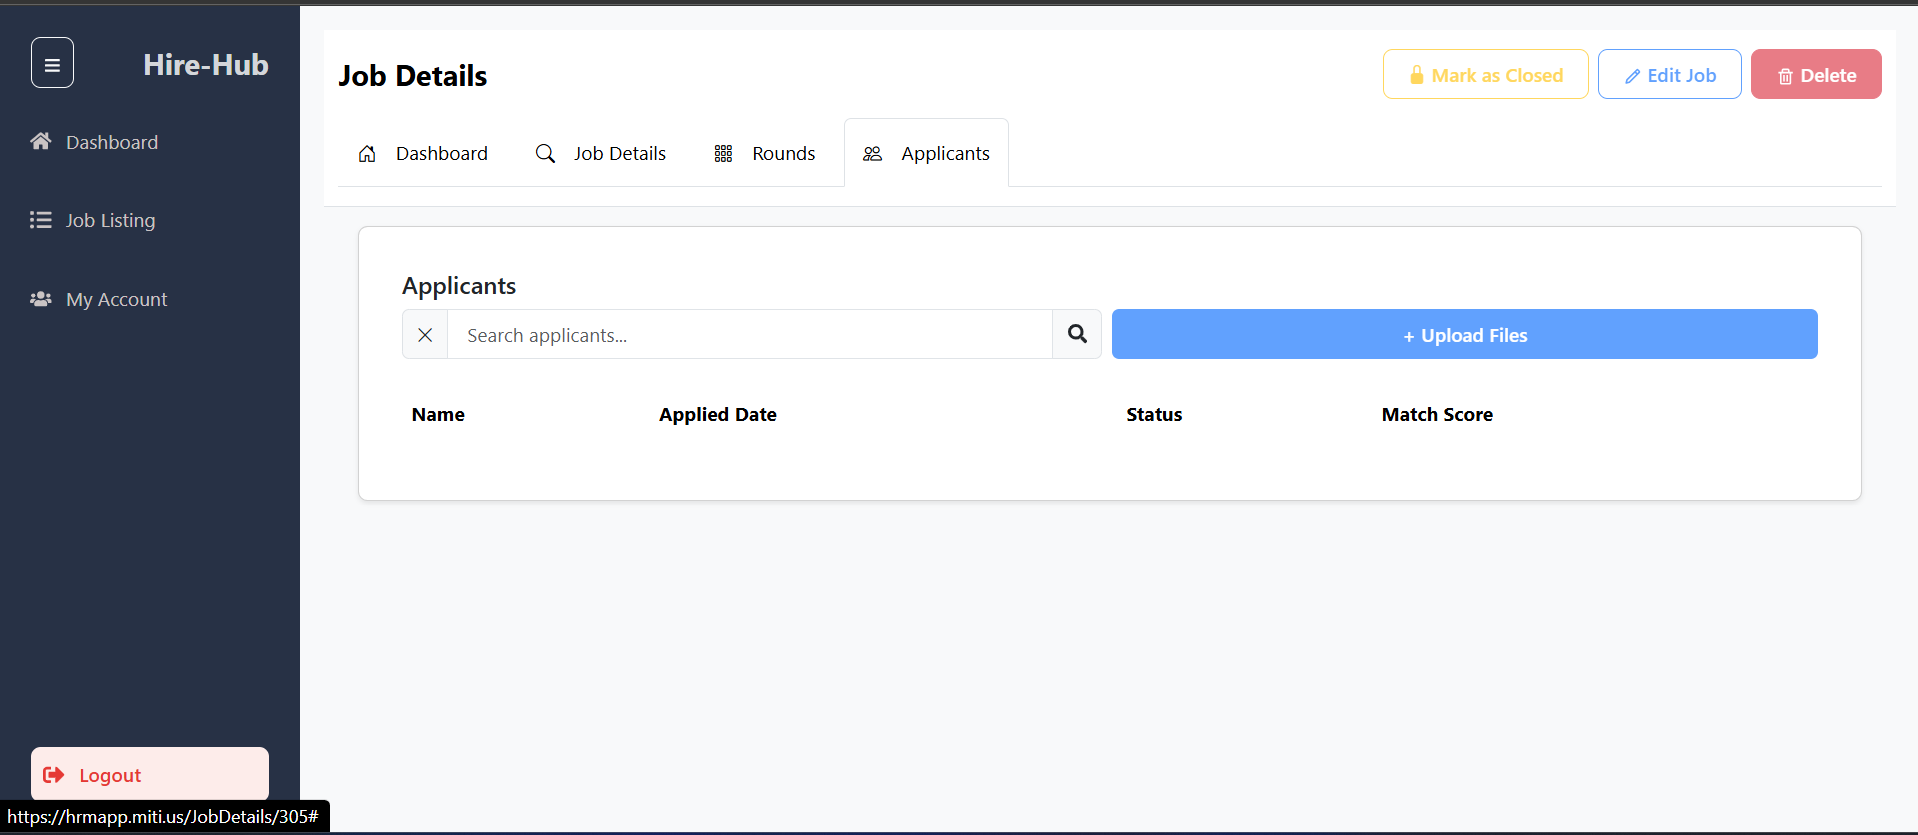 Hire-Hub
Dashboard
Job Listing
My Account
Logout
https://hrmapp.miti.us/JobDetails/305#
Job Details
Mark as Closed
Edit Job
Delete
Dashboard
Job Details
Rounds
Applicants
Applicants
Search applicants...
+ Upload Files
Name Applied Date Status Match Score